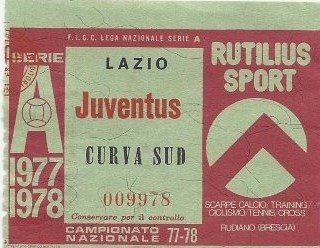 F.I.G.C. LEGA NAZIONALE SERIE A
SERIE
A
1977
1978
LAZIO
Juventus
CURVA SUD
009978
Conservare per il controllo
CAMPIONATO
NAZIONALE 77-78
RUTILIUS
SPORT
SCARPE CALCIO/TRAINING/
CICLISMO/TENNIS/CROSS
RUDIANO (BRESCIA)